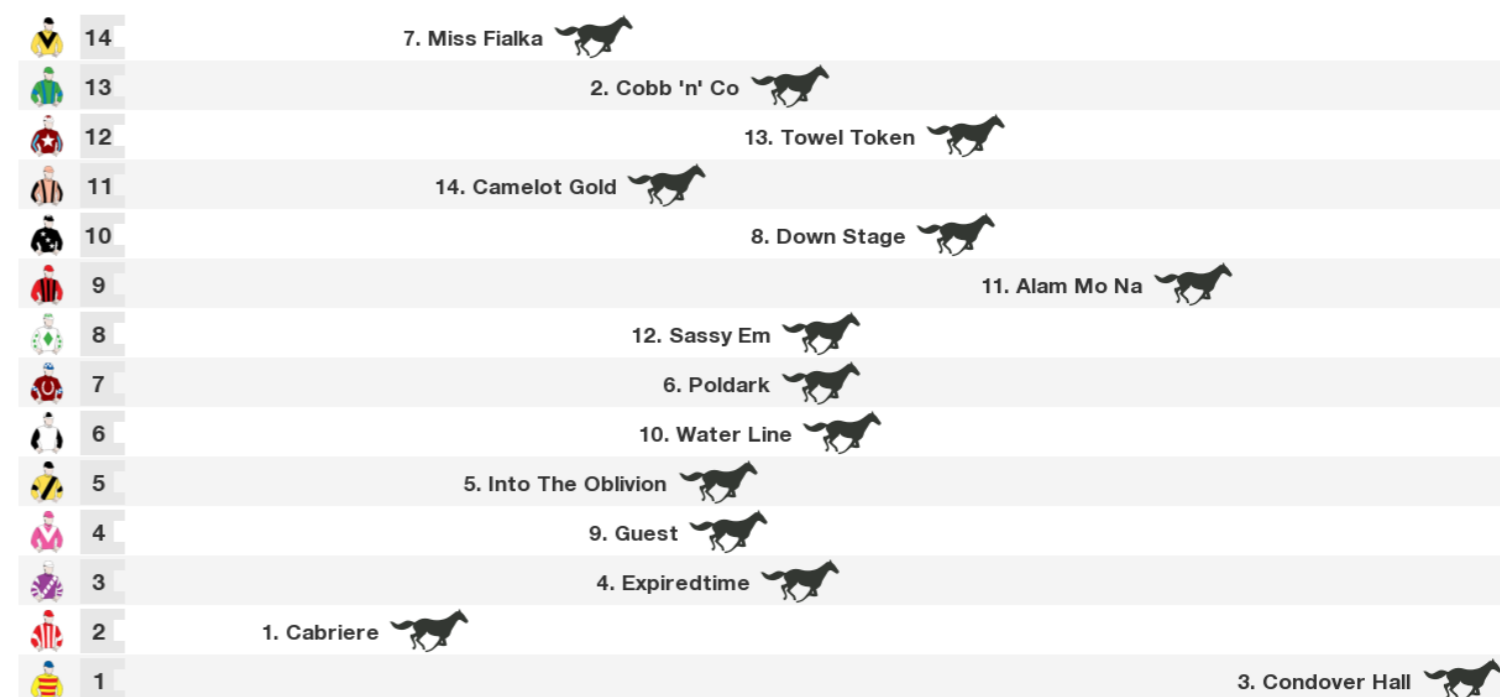 14 7. Miss Fialka
13 2. Cobb 'n' Co
12 13. Towel Token
11 14. Camelot Gold
10 8. Down Stage
9 11. Alam Mo Na
8 12. Sassy Em
7 6. Poldark
6 10. Water Line
5 5. Into The Oblivion
4 9. Guest
3 4. Expiredtime
2 1. Cabriere
1 3. Condover Hall